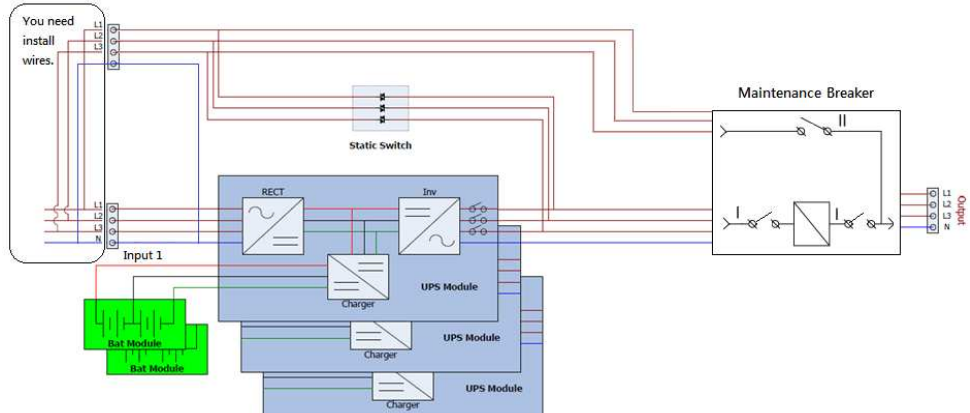 You need
install
wires.
L1
L2
L3
Maintenance Breaker
II
Static Switch
RECT
Inv
L1
L2
L3
N
I
I
L1
L2
L3
N
Output
Input 1
UPS Module
Charger
Bat Module
UPS Module
Charger
Bat Module
UPS Module
Charger